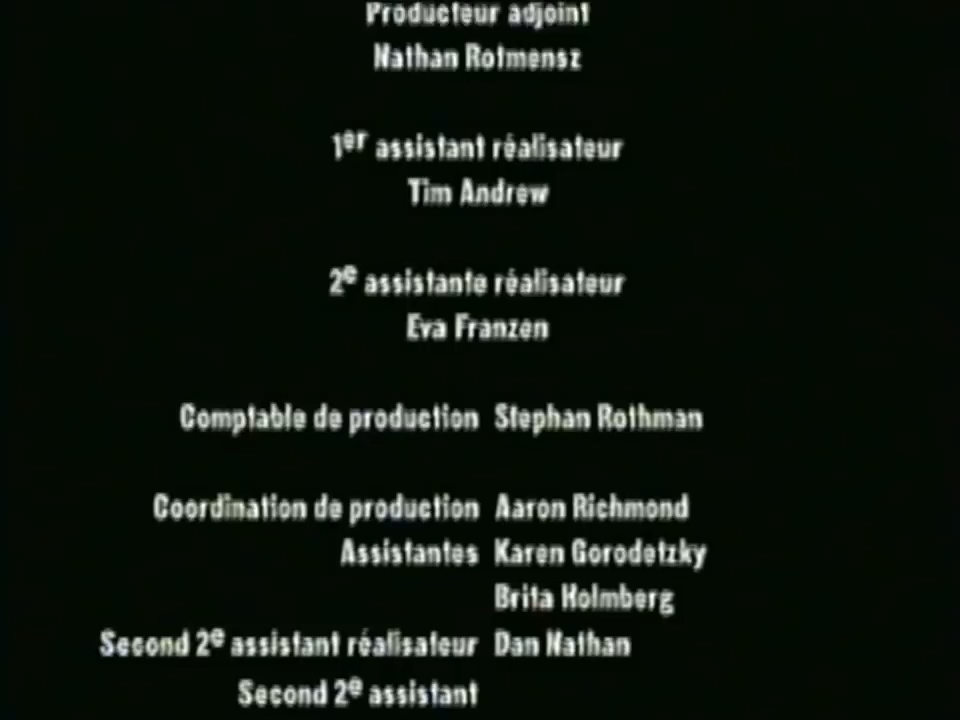 Producteur adjoint
Nathan Rotmensz
1er assistant réalisateur
Tim Andrew
2e assistante réalisateur
Eva Franzen
Comptable de production Stephan Rothman
Coordination de production Aaron Richmond
Assistantes Karen Gorodetzky
Brita Holmberg
Second 2e assistant réalisateur Dan Nathan
Second 2e assistant